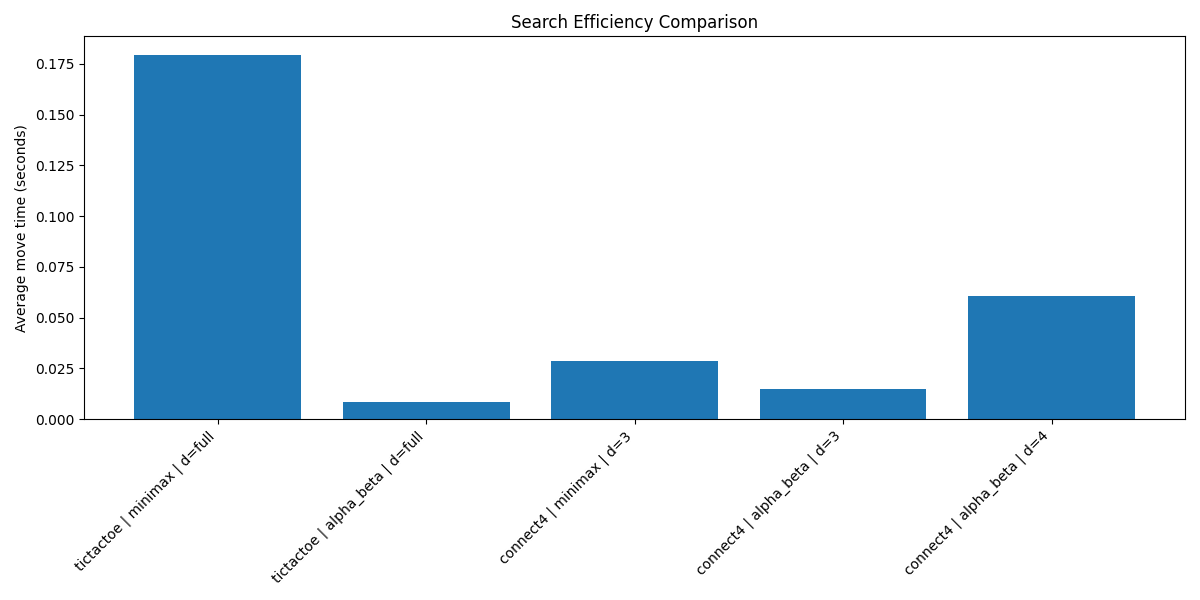 Search Efficiency Comparison
Average move time (seconds)
0.175
0.150
0.125
0.100
0.075
0.050
0.025
0.000
tictactoe | minimax | d=full
tictactoe | alpha_beta | d=full
connect4 | minimax | d=3
connect4 | alpha_beta | d=3
connect4 | alpha_beta | d=4